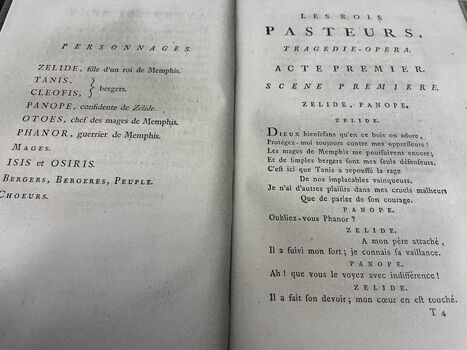 PERSONNAGES.
ZELIDE, fille d'un roi de Memphis.
TANIS,
CLEOFIS, } bergers.
PANOPE, confidente de Zélide.
OTOES, chef des mages de Memphis.
PHANOR, guerrier de Memphis.
MAGES.
ISIS et OSIRIS.
BERGERS, BERGERES, PEUPLE.
CHOEURS.
LES ROIS
PASTEURS,
TRAGEDIE-OPERA.
ACTE PREMIER.
SCENE PREMIERE.
ZELIDE, PANOPE.
ZELIDE.
DIEUX bienfesans qu'en ce bois on adore,
Protégez-moi toujours contre mes oppresseurs!
Les mages de Memphis me poursuivent encore;
Et de simples bergers sont mes seuls défenseurs.
C'est ici que Tanis a repoussé la rage
De nos implacables vainqueurs.
Je n'ai d'autres plaisirs dans mes cruels malheurs
Que de parler de son courage.
PANOPE.
Oubliez-vous Phanor?
ZELIDE.
A mon père attaché,
Il a suivi mon sort; je connais sa vaillance.
PANOPE.
Ah! que vous le voyez avec indifférence!
ZELIDE.
Il a fait son devoir; mon cœur en est touché.
T 4